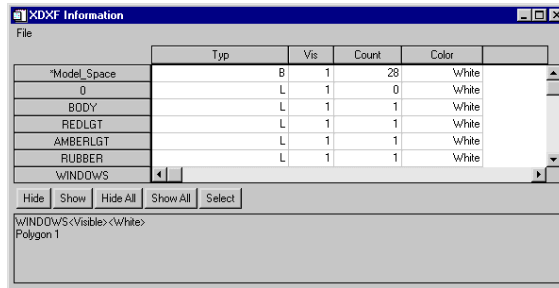 XDXF Information
File
Typ Vis Count Color
*Model_Space B 1 28 White
0 L 1 0 White
BODY L 1 1 White
REDLGT L 1 1 White
AMBERLGT L 1 1 White
RUBBER L 1 1 White
WINDOWS
Hide Show Hide All Show All Select
WINDOWS<Visible><White>
Polygon 1